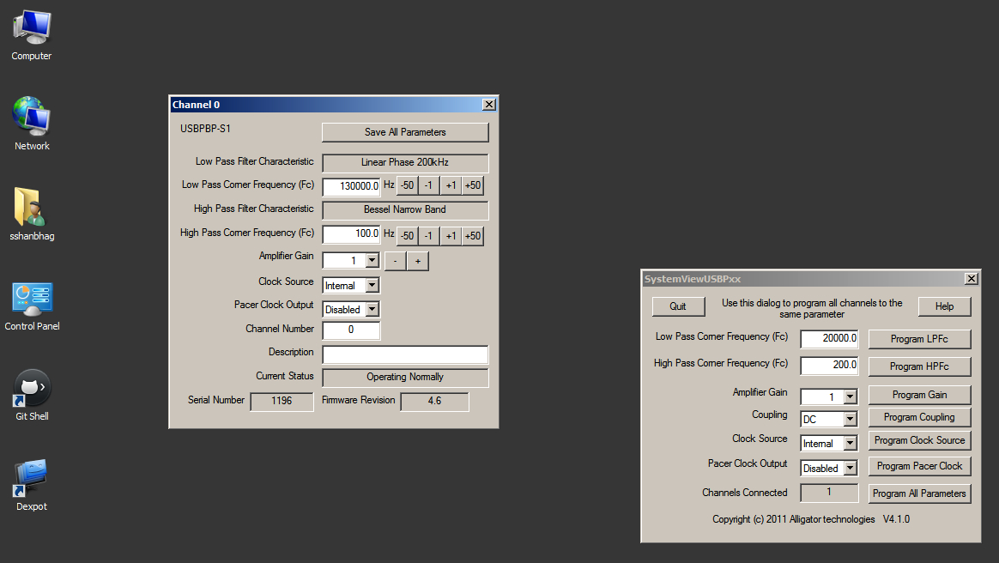 Computer
Network
sshanbhag
Control Panel
Git Shell
Dexpot
Channel 0
USBPBP-S1
Save All Parameters
Low Pass Filter Characteristic Linear Phase 200kHz
Low Pass Corner Frequency (Fc) 130000.0 Hz -50 -1 +1 +50
High Pass Filter Characteristic Bessel Narrow Band
High Pass Corner Frequency (Fc) 100.0 Hz -50 -1 +1 +50
Amplifier Gain 1 - +
Clock Source Internal
Pacer Clock Output Disabled
Channel Number 0
Description
Current Status Operating Normally
Serial Number 1196 Firmware Revision 4.6
SystemViewUSBPxx
Quit
Use this dialog to program all channels to the
same parameter
Help
Low Pass Corner Frequency (Fc) 20000.0 Program LPFc
High Pass Corner Frequency (Fc) 200.0 Program HPFc
Amplifier Gain 1 Program Gain
Coupling DC Program Coupling
Clock Source Internal Program Clock Source
Pacer Clock Output Disabled Program Pacer Clock
Channels Connected 1 Program All Parameters
Copyright (c) 2011 Alligator technologies V4.1.0